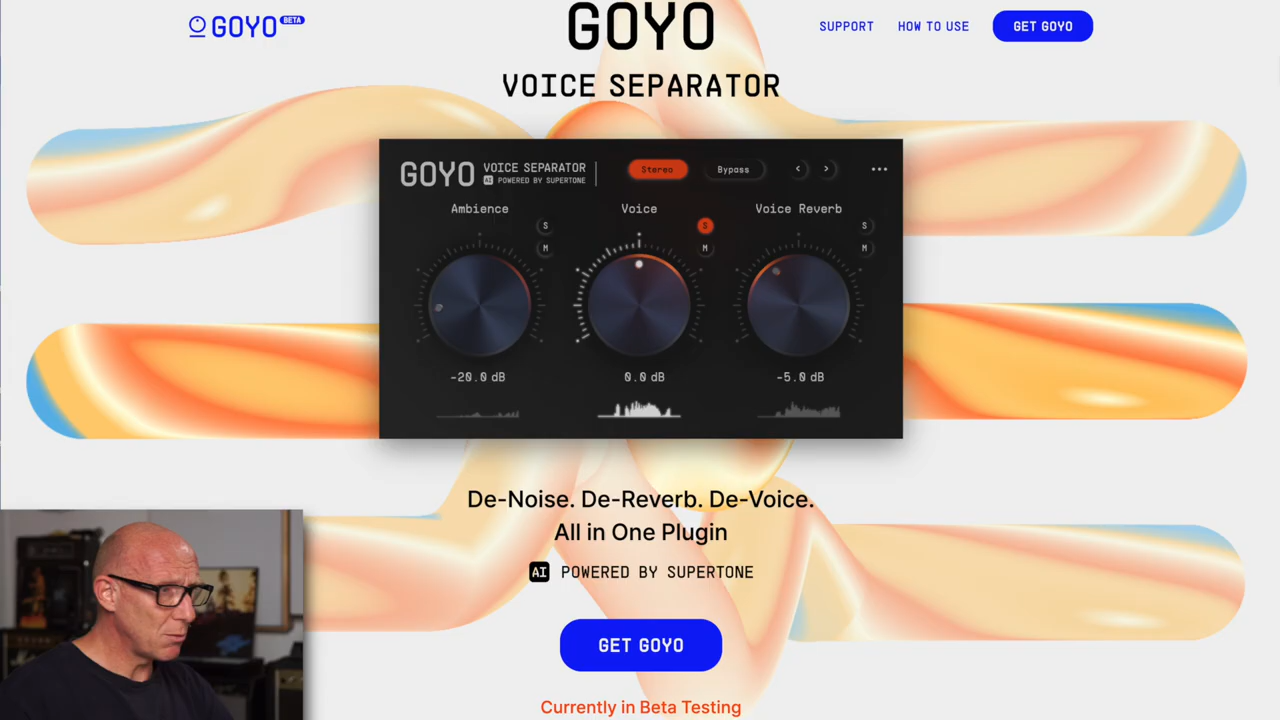 GOYO BETA
GOYO
SUPPORT HOW TO USE GET GOYO
VOICE SEPARATOR
GOYO VOICE SEPARATOR
AI POWERED BY SUPERTONE
Stereo Bypass < > •••
Ambience Voice Voice Reverb
S S S
M M M
-20.0 dB 0.0 dB -5.0 dB
De-Noise. De-Reverb. De-Voice.
All in One Plugin
AI POWERED BY SUPERTONE
GET GOYO
Currently in Beta Testing